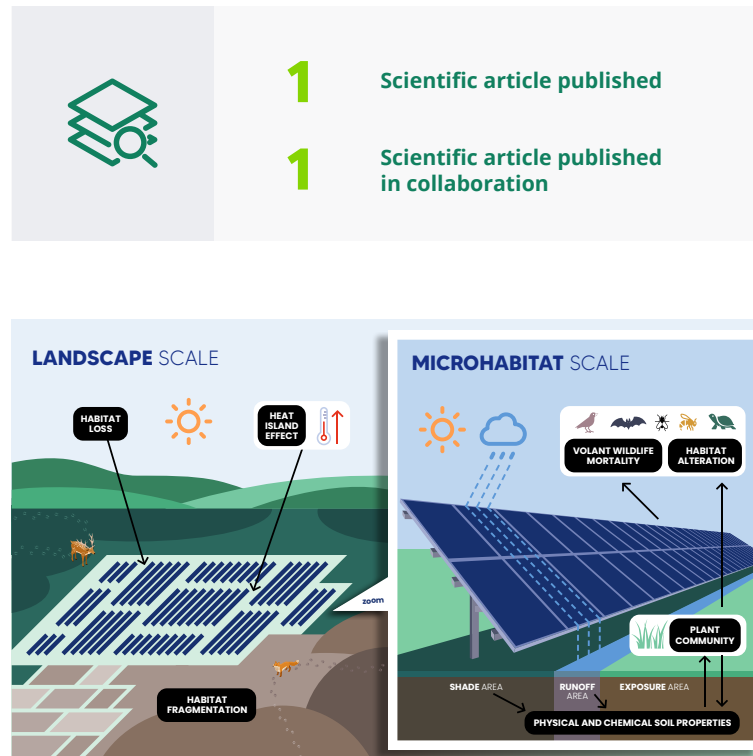 1
Scientific article published
1
Scientific article published
in collaboration
LANDSCAPE SCALE
HABITAT
LOSS
HEAT
ISLAND
EFFECT
HABITAT
FRAGMENTATION
zoom
MICROHABITAT SCALE
VOLANT WILDLIFE
MORTALITY
HABITAT
ALTERATION
PLANT
COMMUNITY
SHADE AREA
RUNOFF
AREA
EXPOSURE AREA
PHYSICAL AND CHEMICAL SOIL PROPERTIES